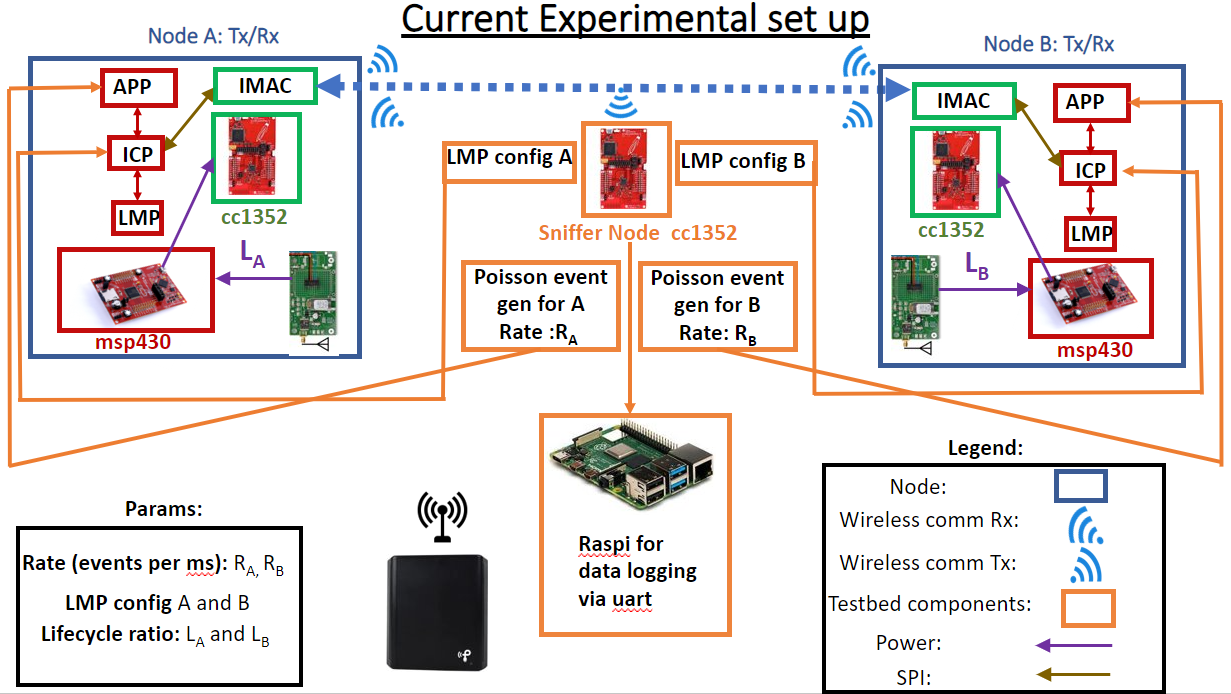 Current Experimental set up
Node A: Tx/Rx
APP
IMAC
ICP
LMP
cc1352
L_A
msp430
LMP config A
LMP config B
Sniffer Node cc1352
Poisson event
gen for A
Rate :R_A
Poisson event
gen for B
Rate: R_B
Node B: Tx/Rx
IMAC
APP
ICP
cc1352
LMP
L_B
msp430
Raspi for
data logging
via uart
Params:
Rate (events per ms): R_A, R_B
LMP config A and B
Lifecycle ratio: L_A and L_B
Legend:
Node:
Wireless comm Rx:
Wireless comm Tx:
Testbed components:
Power:
SPI: